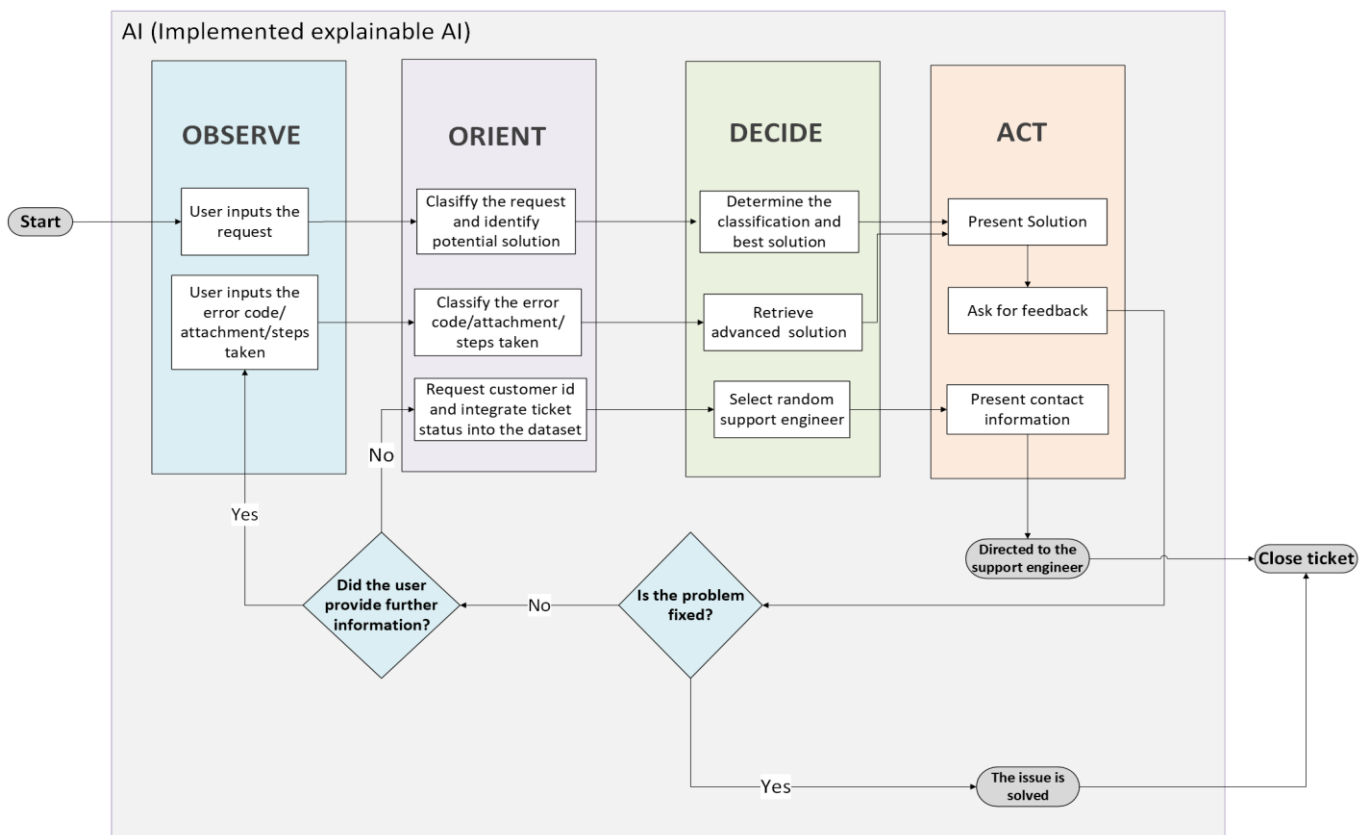 AI (Implemented explainable AI)
OBSERVE
ORIENT
DECIDE
ACT
Start
User inputs the
request
Clasiffy the request
and identify
potential solution
Determine the
classification and
best solution
Present Solution
User inputs the
error code/
attachment/steps
taken
Classify the error
code/attachment/
steps taken
Retrieve
advanced solution
Ask for feedback
Request customer id
and integrate ticket
status into the dataset
Select random
support engineer
Present contact
information
No
Yes
Directed to the
support engineer
Close ticket
Did the user
provide further
information?
No
Is the problem
fixed?
Yes
The issue is
solved